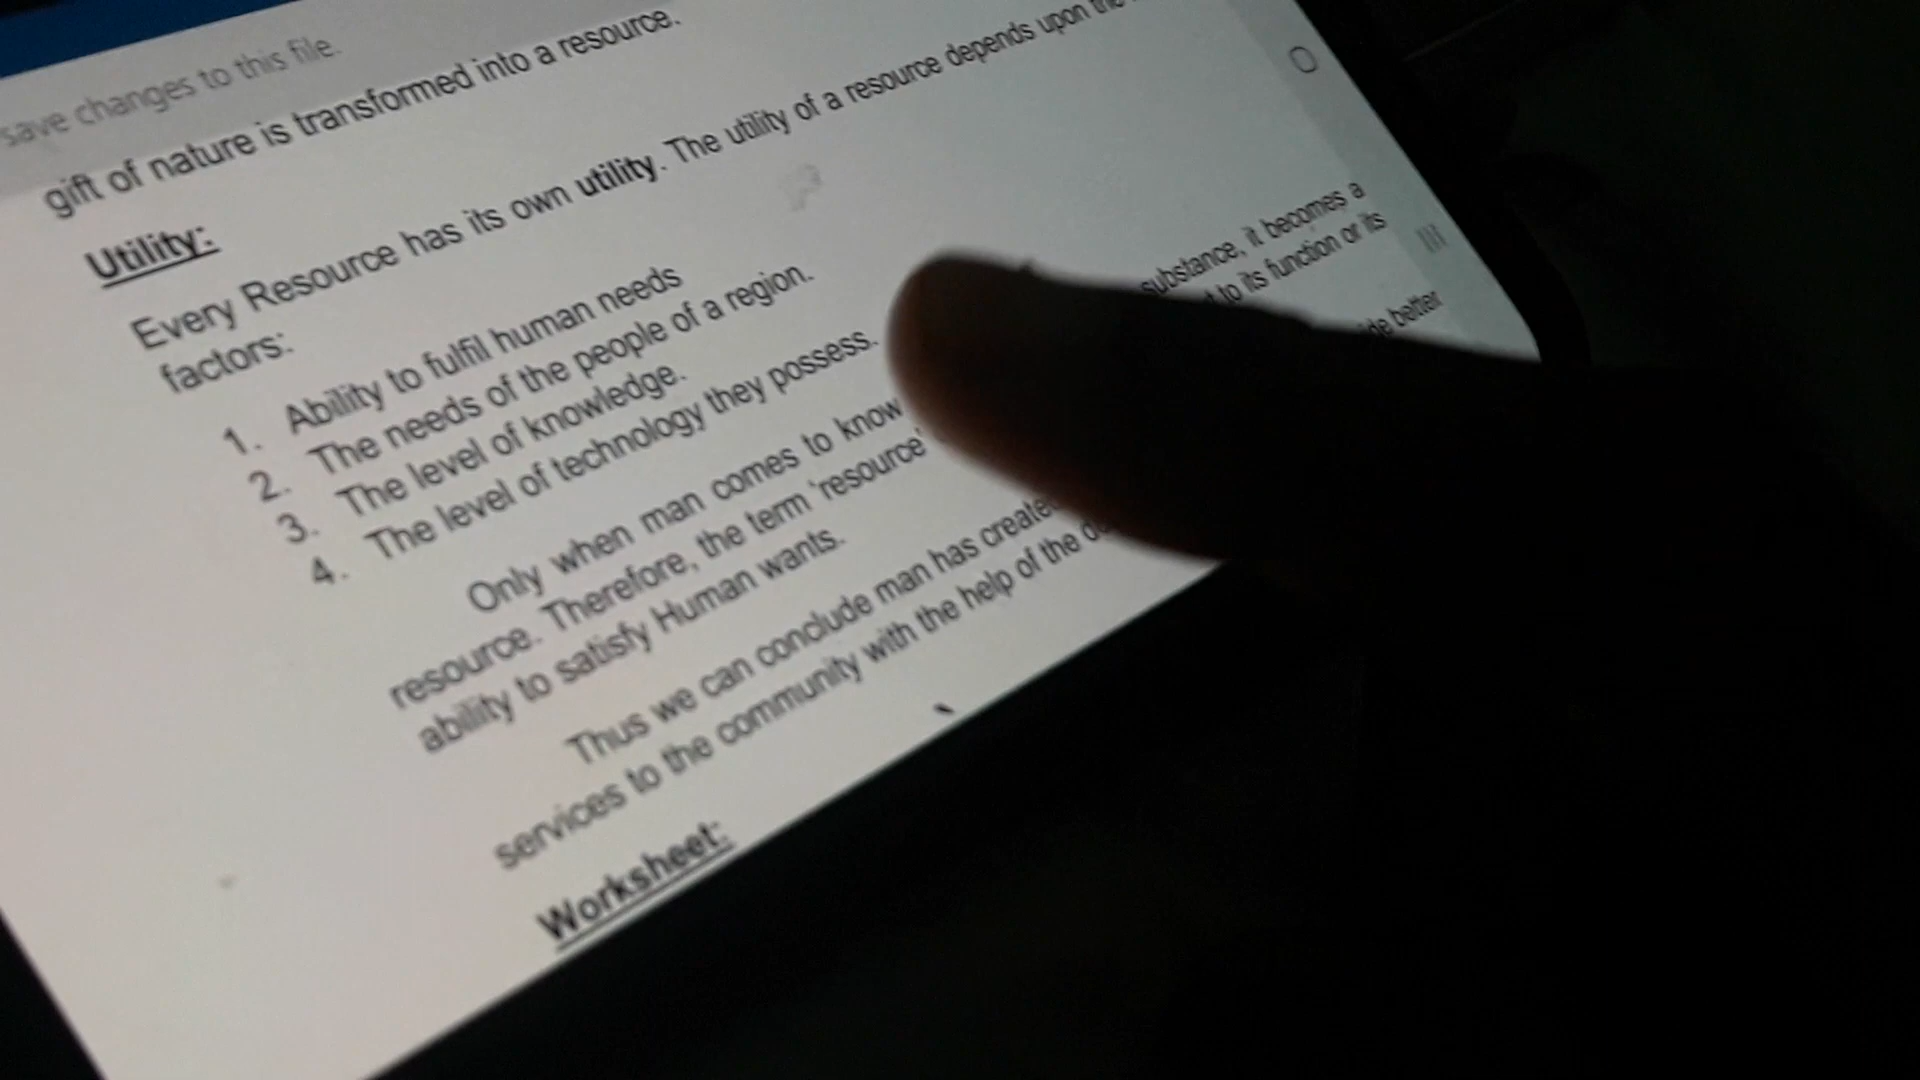 save changes to this file.
gift of nature is transformed into a resource.
Utility:
Every Resource has its own utility. The utility of a resource depends upon the
factors:
1. Ability to fulfil human needs
2. The needs of the people of a region.
3. The level of knowledge.
4. The level of technology they possess.
Only when man comes to know substance, it becomes a
resource. Therefore, the term 'resource' to its function or its
ability to satisfy Human wants.
Thus we can conclude man has created better
services to the community with the help of the
Worksheet: